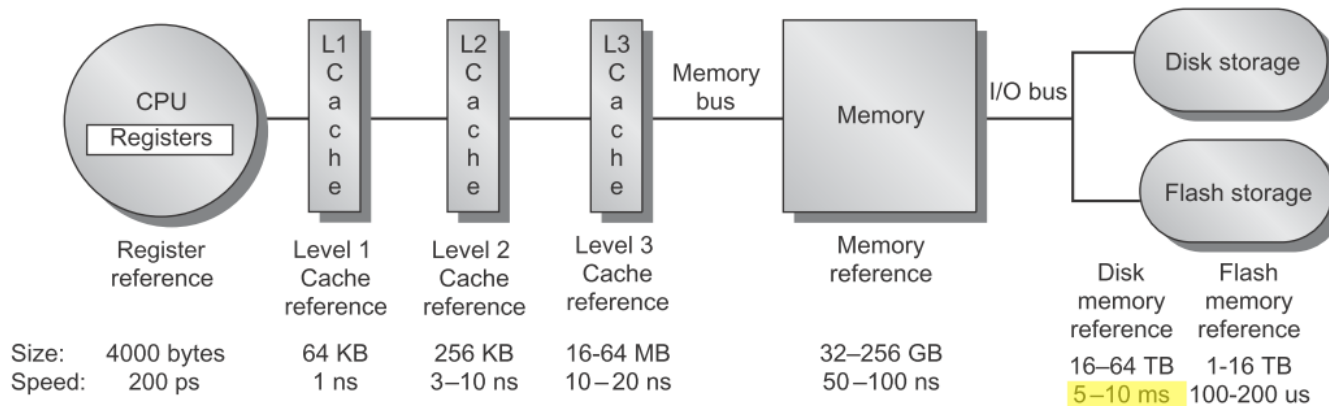 CPU
Registers
L1
C
a
c
h
e
L2
C
a
c
h
e
L3
C
a
c
h
e
Memory
bus
Memory
I/O bus
Disk storage
Flash storage
Register
reference
Level 1
Cache
reference
Level 2
Cache
reference
Level 3
Cache
reference
Memory
reference
Disk
memory
reference
Flash
memory
reference
Size: 4000 bytes 64 KB 256 KB 16-64 MB 32–256 GB 16–64 TB 1-16 TB
Speed: 200 ps 1 ns 3–10 ns 10–20 ns 50–100 ns 5–10 ms 100-200 us